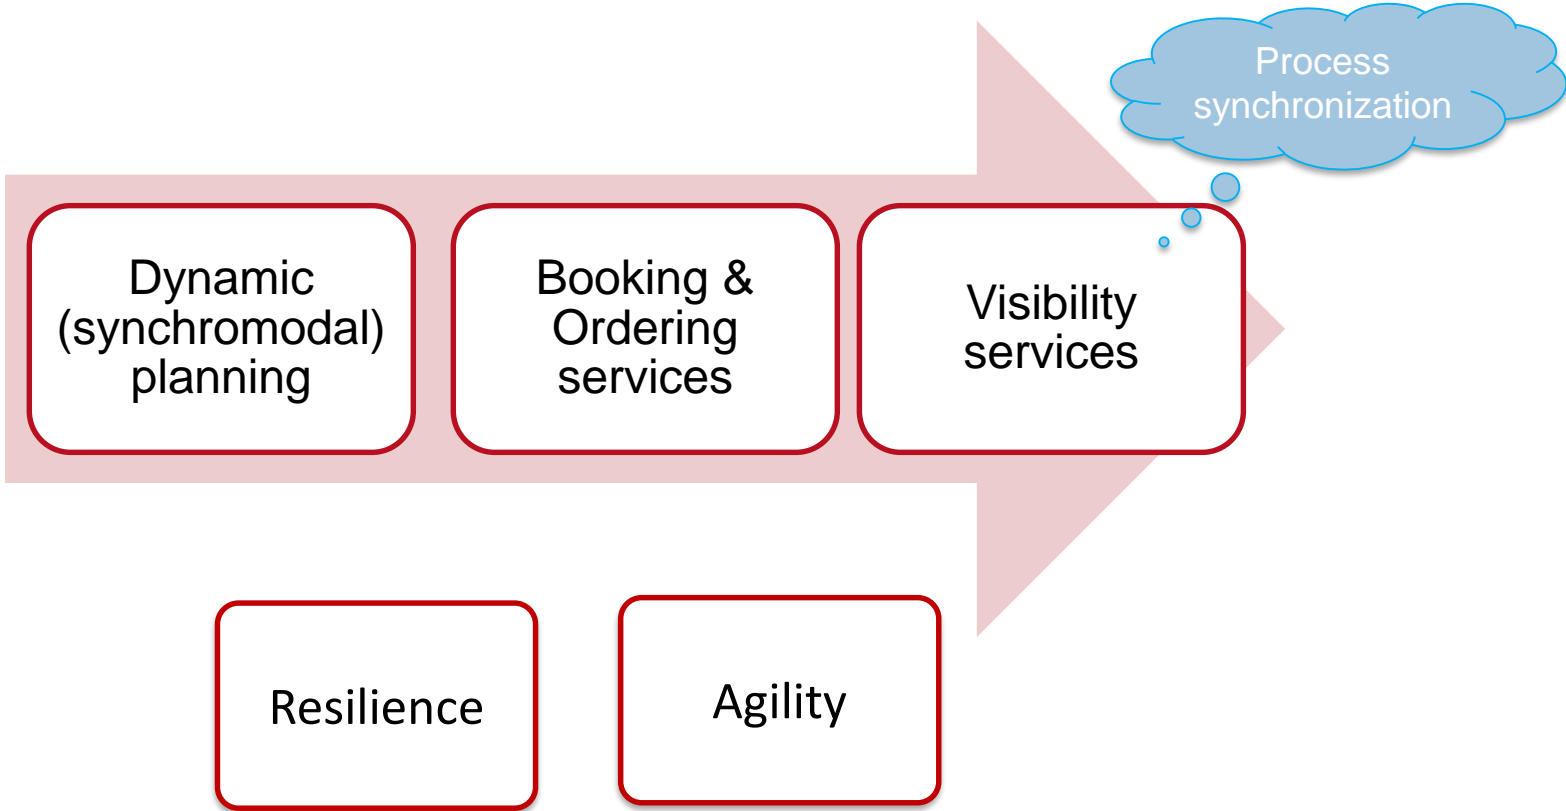 Process
synchronization
Dynamic
(synchromodal)
planning
Booking &
Ordering
services
Visibility
services
Resilience
Agility